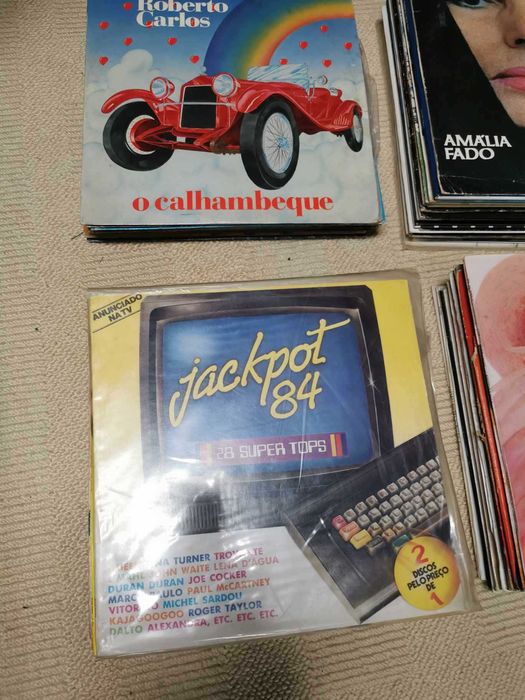 Roberto
Carlos
o calhambeque
AMÁLIA
FADO
ANUNCIADO
NA TV
jackpot
84
28 SUPER TOPS
TURNER
WAITE LENA D'AGUA
DURAN DURAN JOE COCKER
MARCO PAULO PAUL McCARTNEY
MICHEL SARDOU
KAJAGOOGOO ROGER TAYLOR
DALTO ALEXANDRA, ETC. ETC. ETC.
2
DISCOS
PELO PREÇO
DE
1